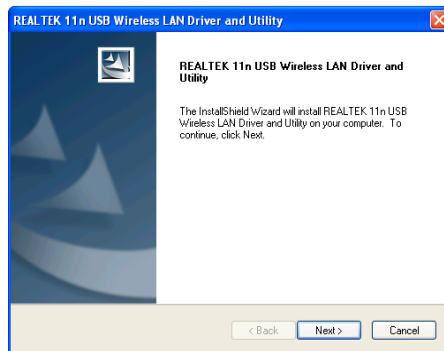 REALTEK 11n USB Wireless LAN Driver and Utility
REALTEK 11n USB Wireless LAN Driver and
Utility
The InstallShield Wizard will install REALTEK 11n USB
Wireless LAN Driver and Utility on your computer. To
continue, click Next.
< Back Next > Cancel